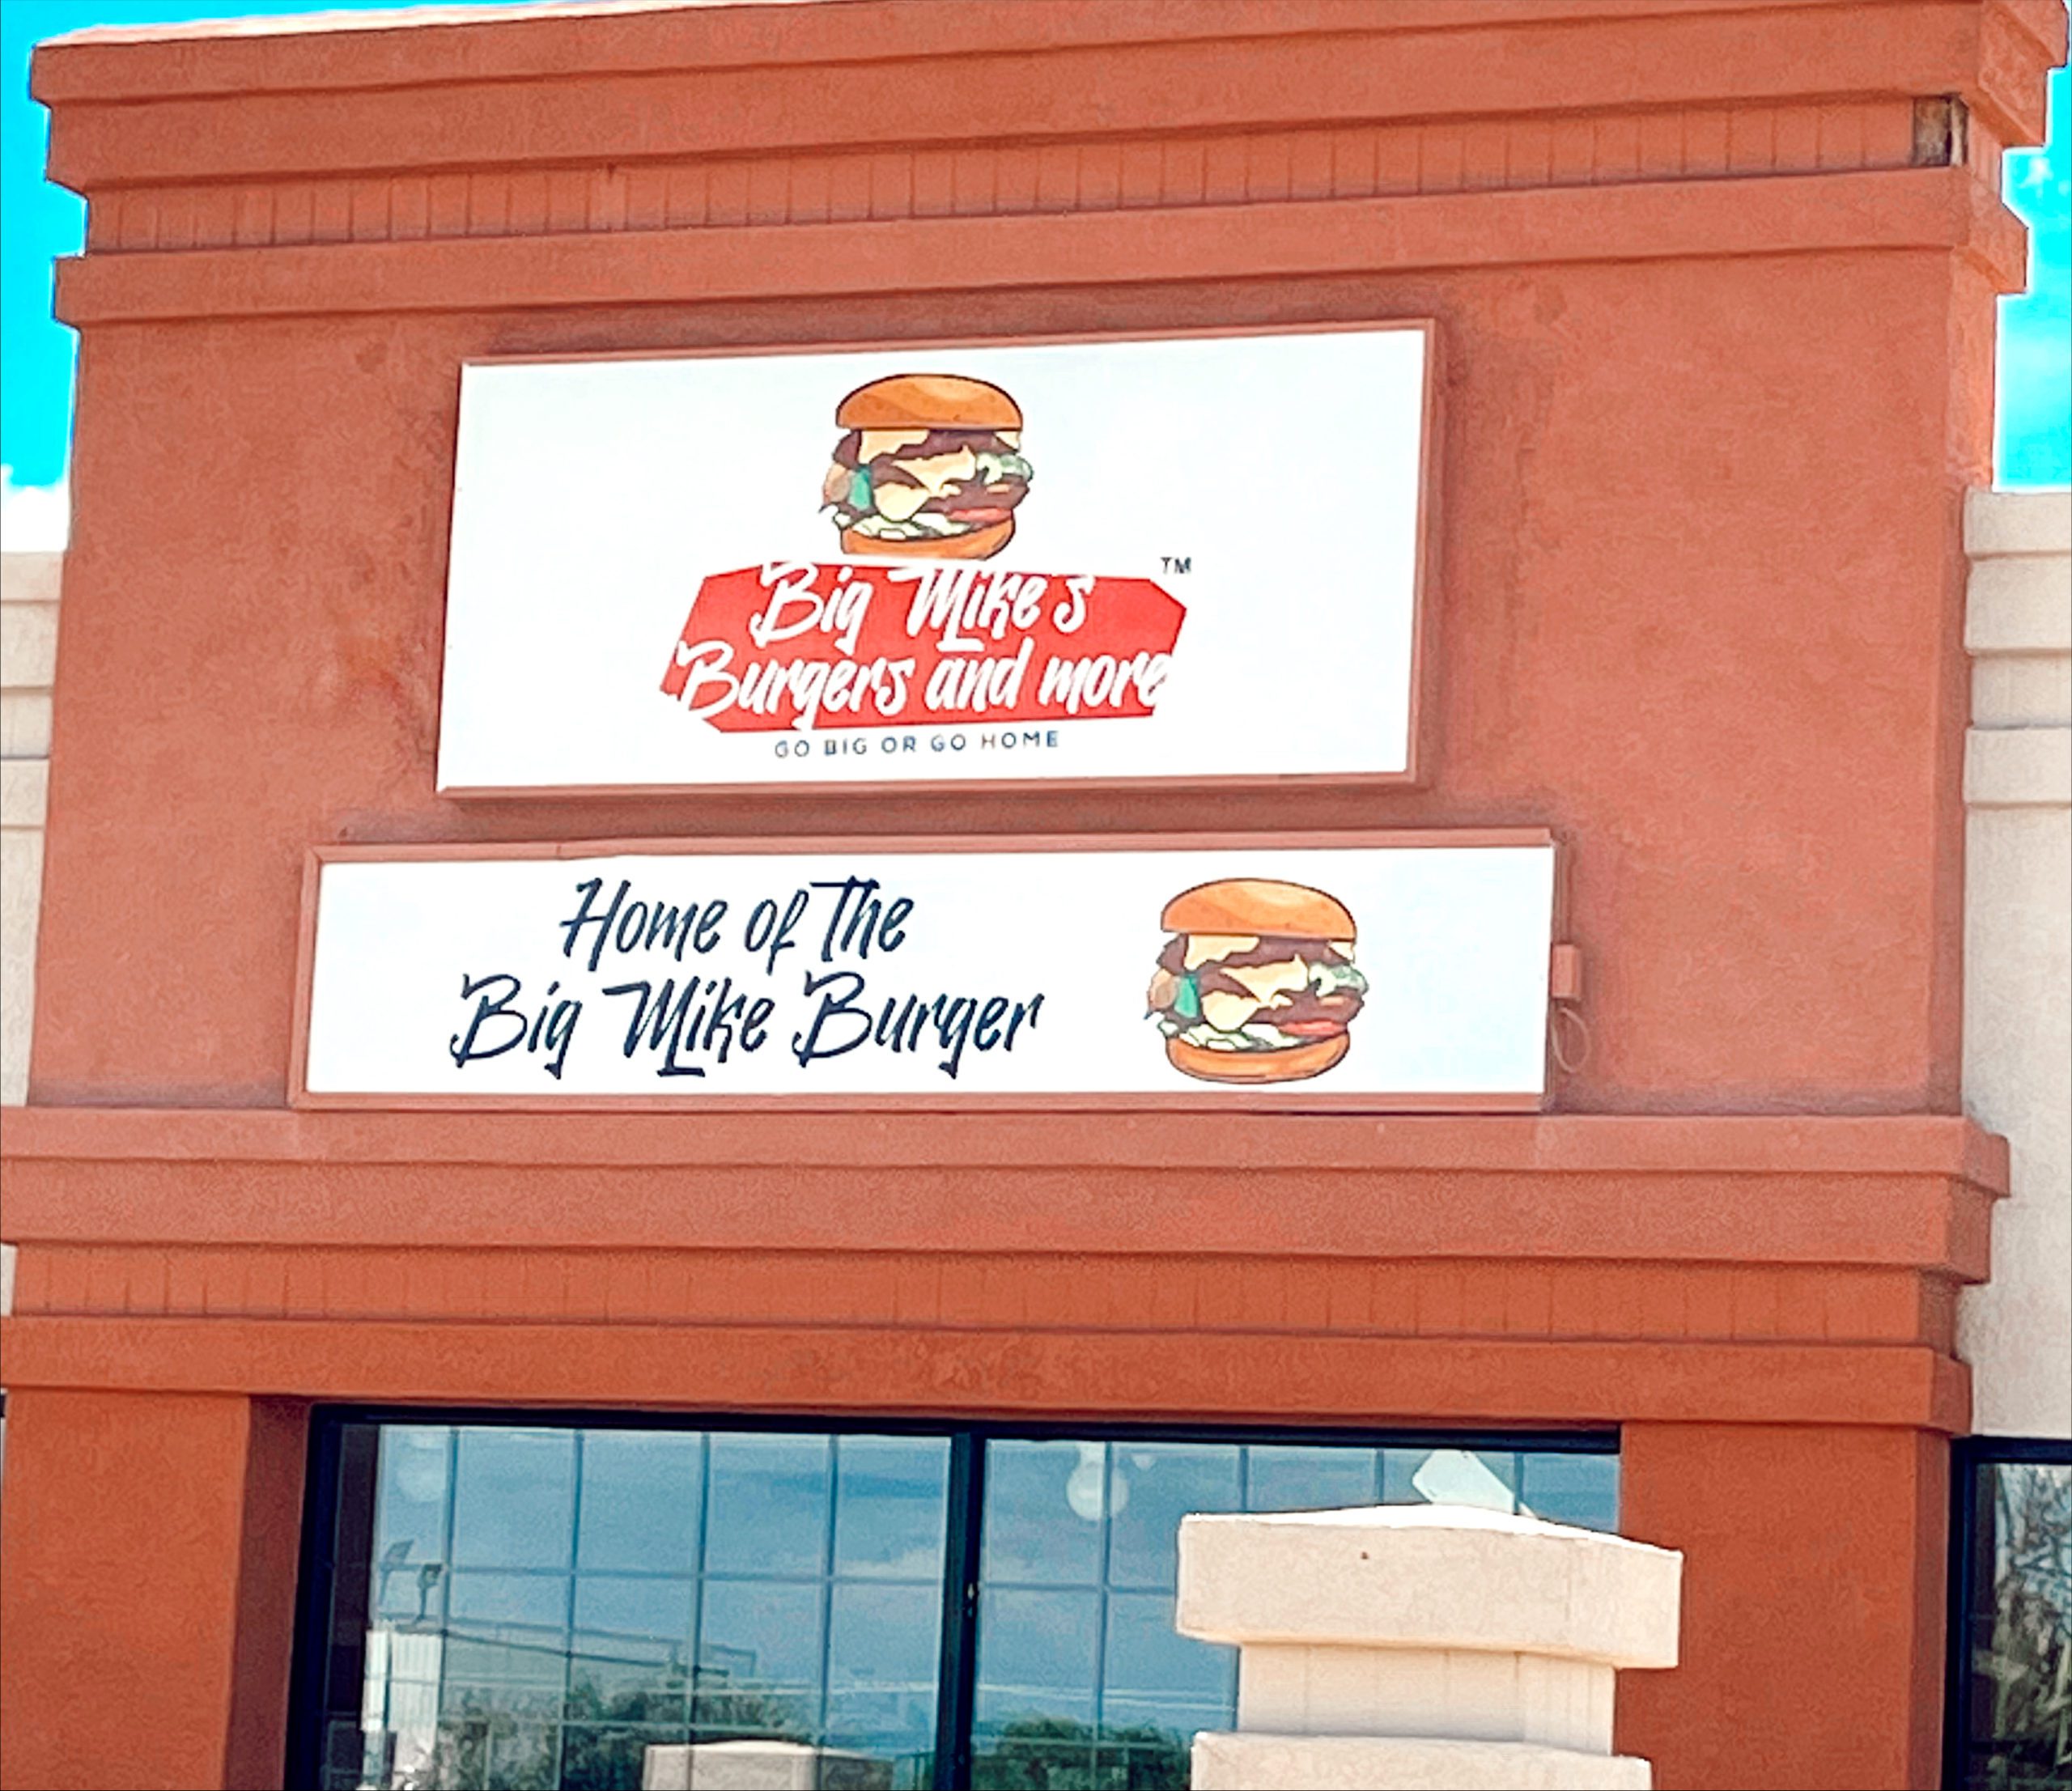 TM
Big Mike's
Burgers and more
GO BIG OR GO HOME
Home of The
Big Mike Burger